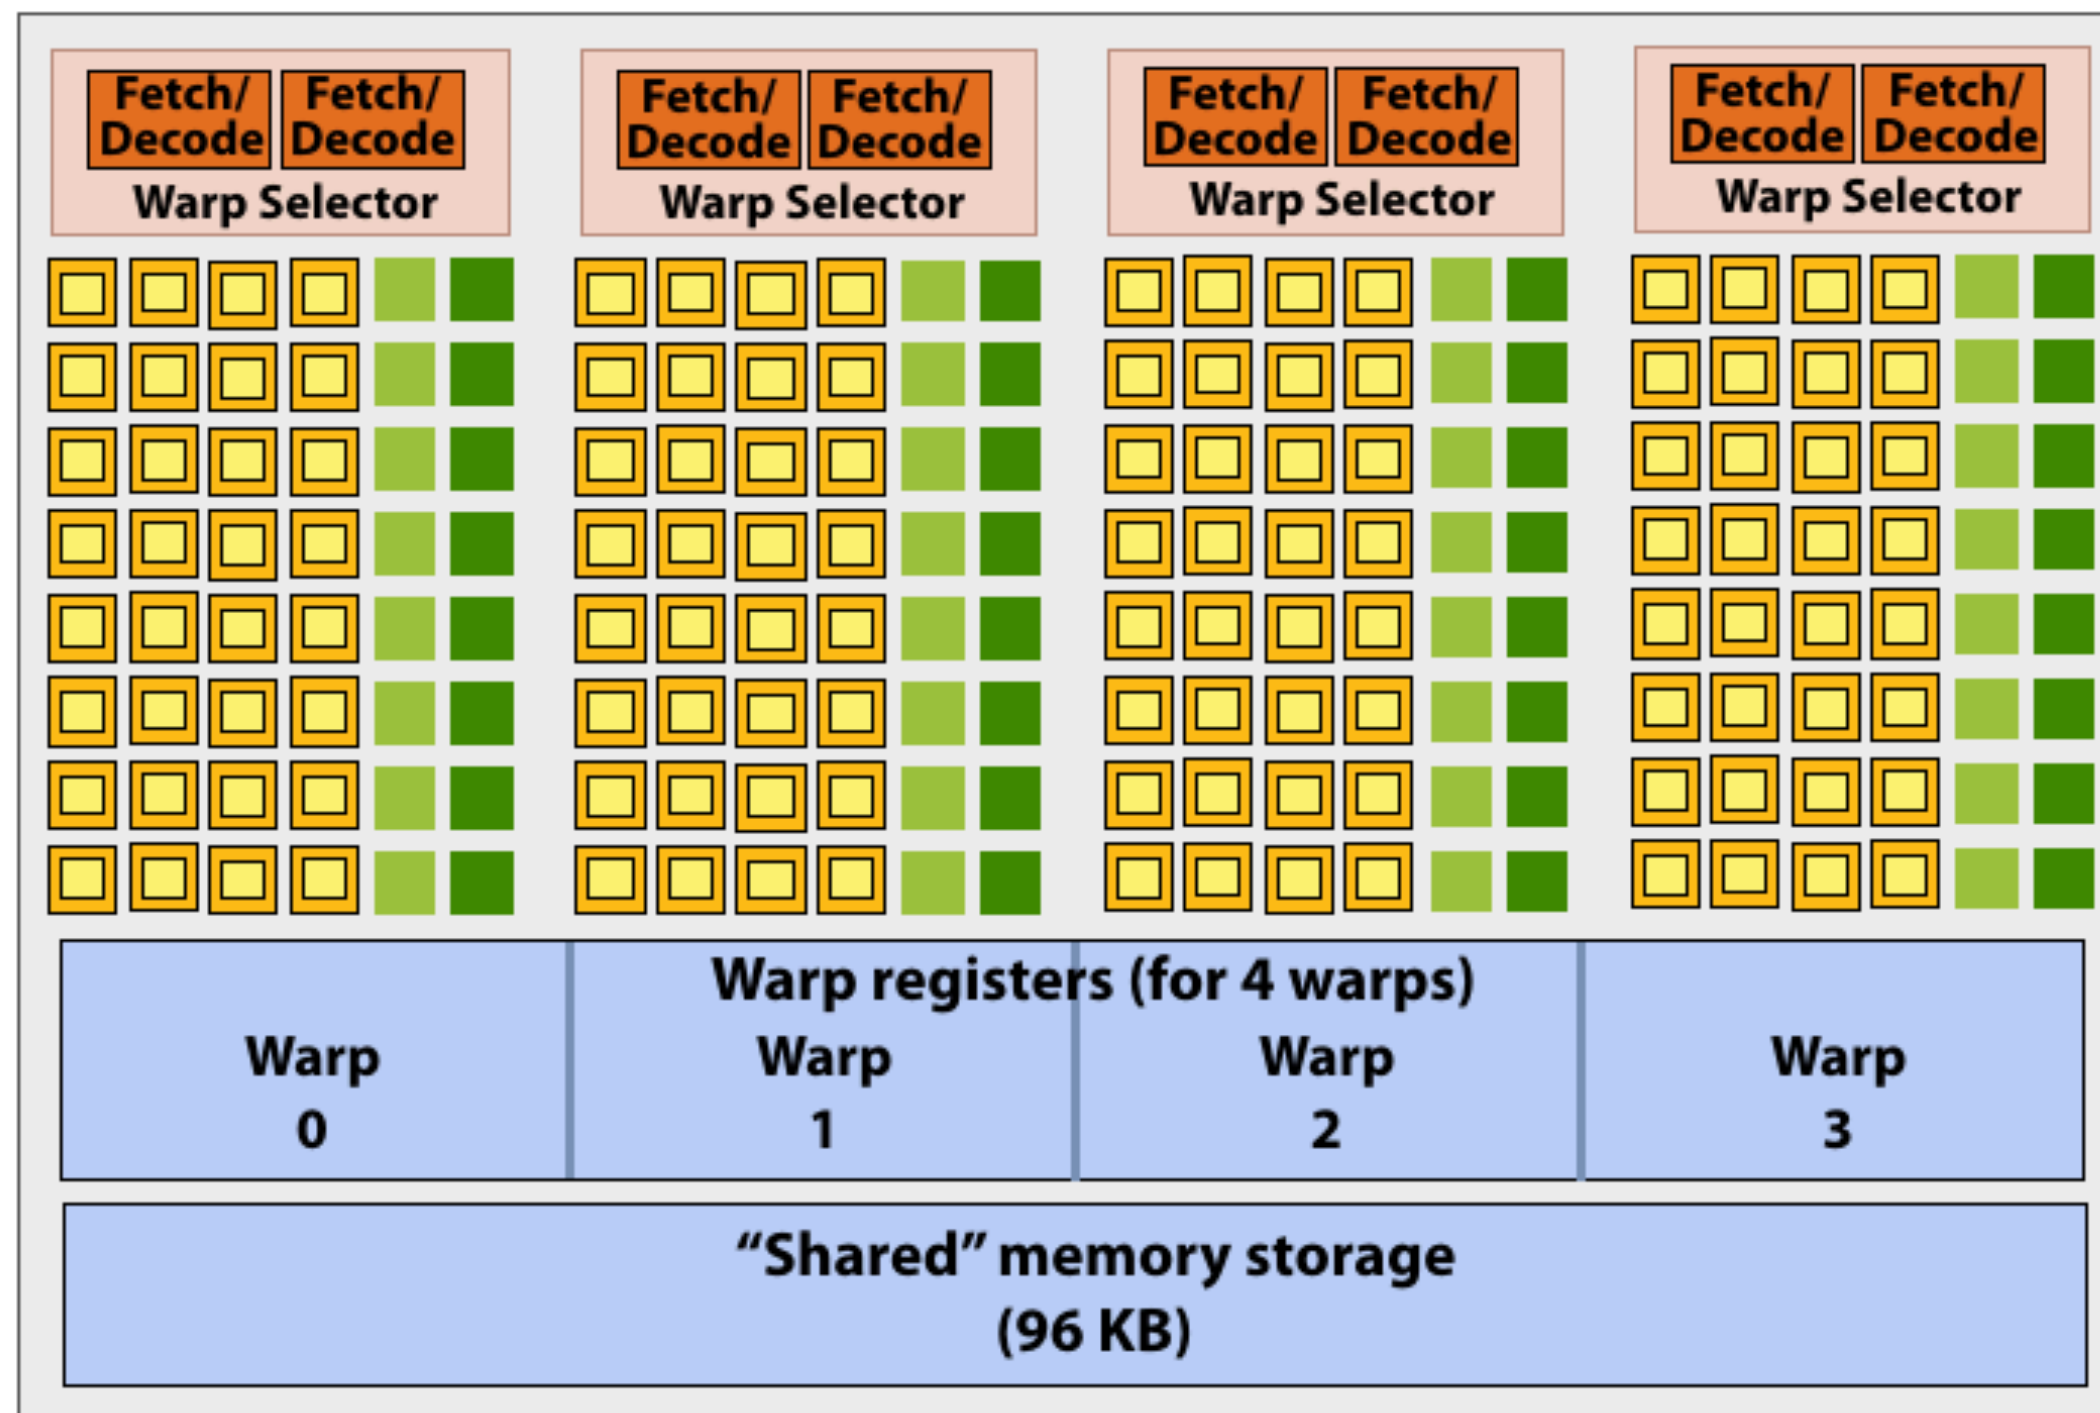 Fetch/
Decode
Fetch/
Decode
Warp Selector
Fetch/
Decode
Fetch/
Decode
Warp Selector
Fetch/
Decode
Fetch/
Decode
Warp Selector
Fetch/
Decode
Fetch/
Decode
Warp Selector
Warp registers (for 4 warps)
Warp
0
Warp
1
Warp
2
Warp
3
“Shared” memory storage
(96 KB)